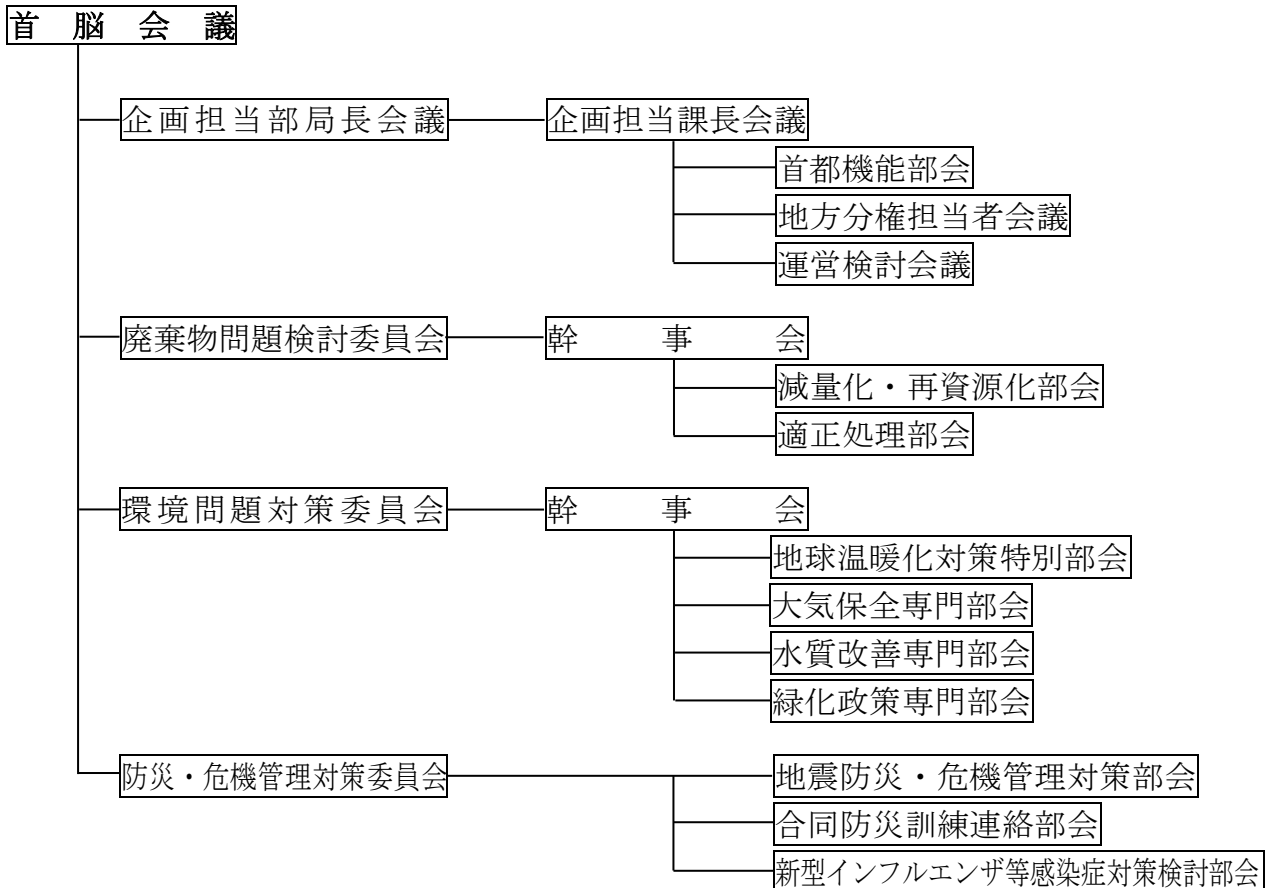 首脳会議
企画担当部局長会議 企画担当課長会議
首都機能部会
地方分権担当者会議
運営検討会議
廃棄物問題検討委員会 幹事会
減量化・再資源化部会
適正処理部会
環境問題対策委員会 幹事会
地球温暖化対策特別部会
大気保全専門部会
水質改善専門部会
緑化政策専門部会
防災・危機管理対策委員会 地震防災・危機管理対策部会
合同防災訓練連絡部会
新型インフルエンザ等感染症対策検討部会